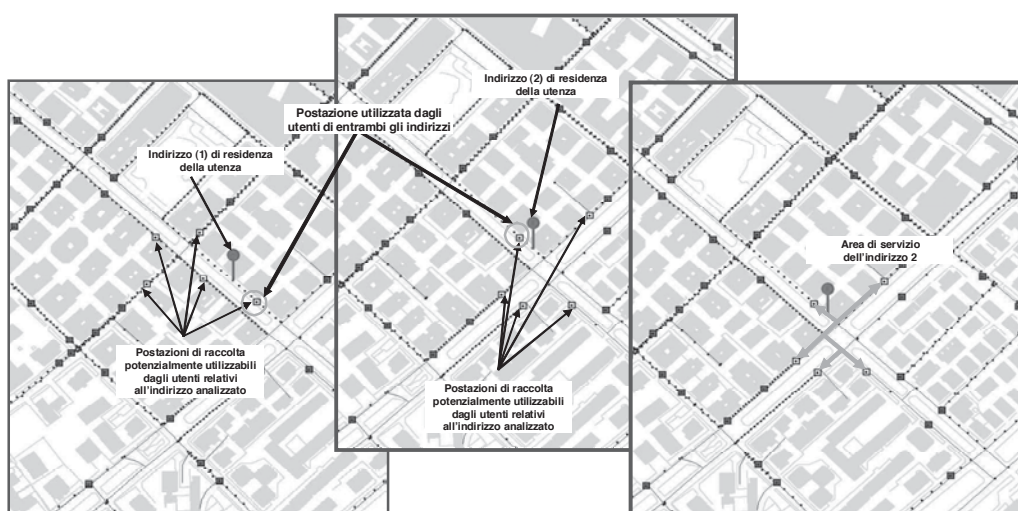 Indirizzo (1) di residenza
della utenza
Postazioni di raccolta
potenzialmente utilizzabili
dagli utenti relativi
all'indirizzo analizzato
Postazione utilizzata dagli
utenti di entrambi gli indirizzi
Indirizzo (2) di residenza
della utenza
Postazioni di raccolta
potenzialmente utilizzabili
dagli utenti relativi
all'indirizzo analizzato
Area di servizio
dell'indirizzo 2